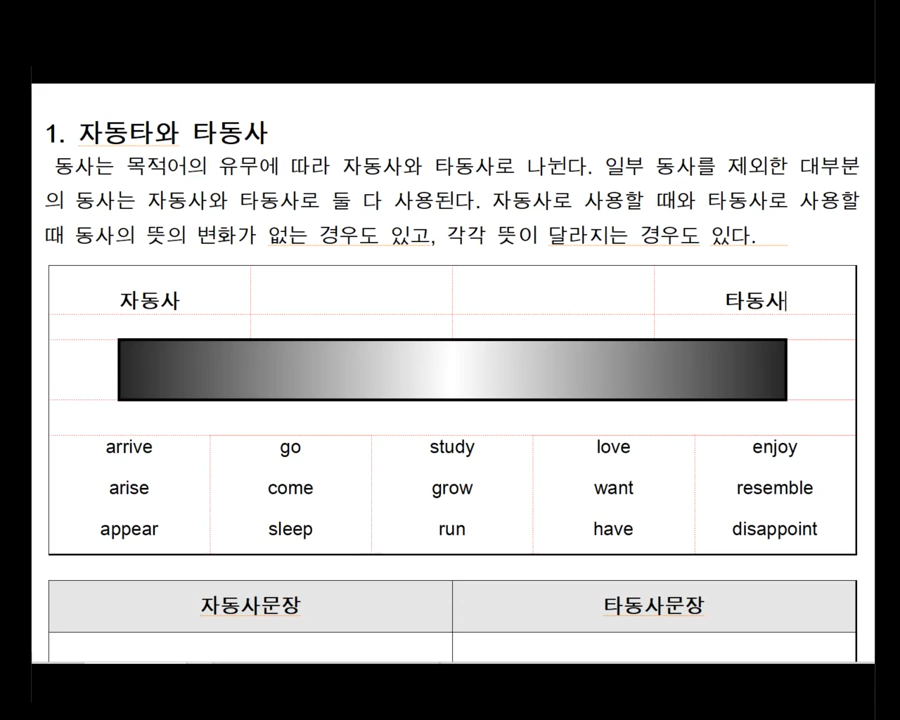 1. 자동타와 타동사
동사는 목적어의 유무에 따라 자동사와 타동사로 나뉜다. 일부 동사를 제외한 대부분
의 동사는 자동사와 타동사로 둘 다 사용된다. 자동사로 사용할 때와 타동사로 사용할
때 동사의 뜻의 변화가 없는 경우도 있고, 각각 뜻이 달라지는 경우도 있다.
자동사 타동사
arrive go study love enjoy
arise come grow want resemble
appear sleep run have disappoint
자동사문장 타동사문장